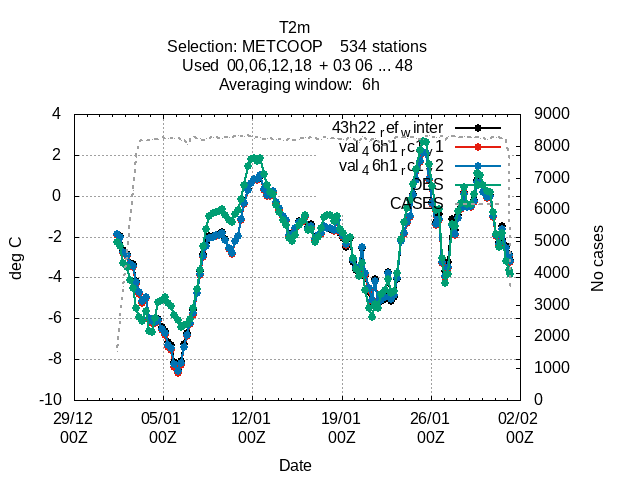 T2m
Selection: METCOOP    534 stations
Used  00,06,12,18  + 03 06 ... 48
Averaging window:  6h
43h22_ref_winter
val_46h1_rc1_v1
val_46h1_rc1_v2
OBS
CASES
4
2
0
-2
-4
-6
-8
-10
deg C
9000
8000
7000
6000
5000
4000
3000
2000
1000
0
No cases
29/12 05/01 12/01 19/01 26/01 02/02
00Z 00Z 00Z 00Z 00Z 00Z
Date